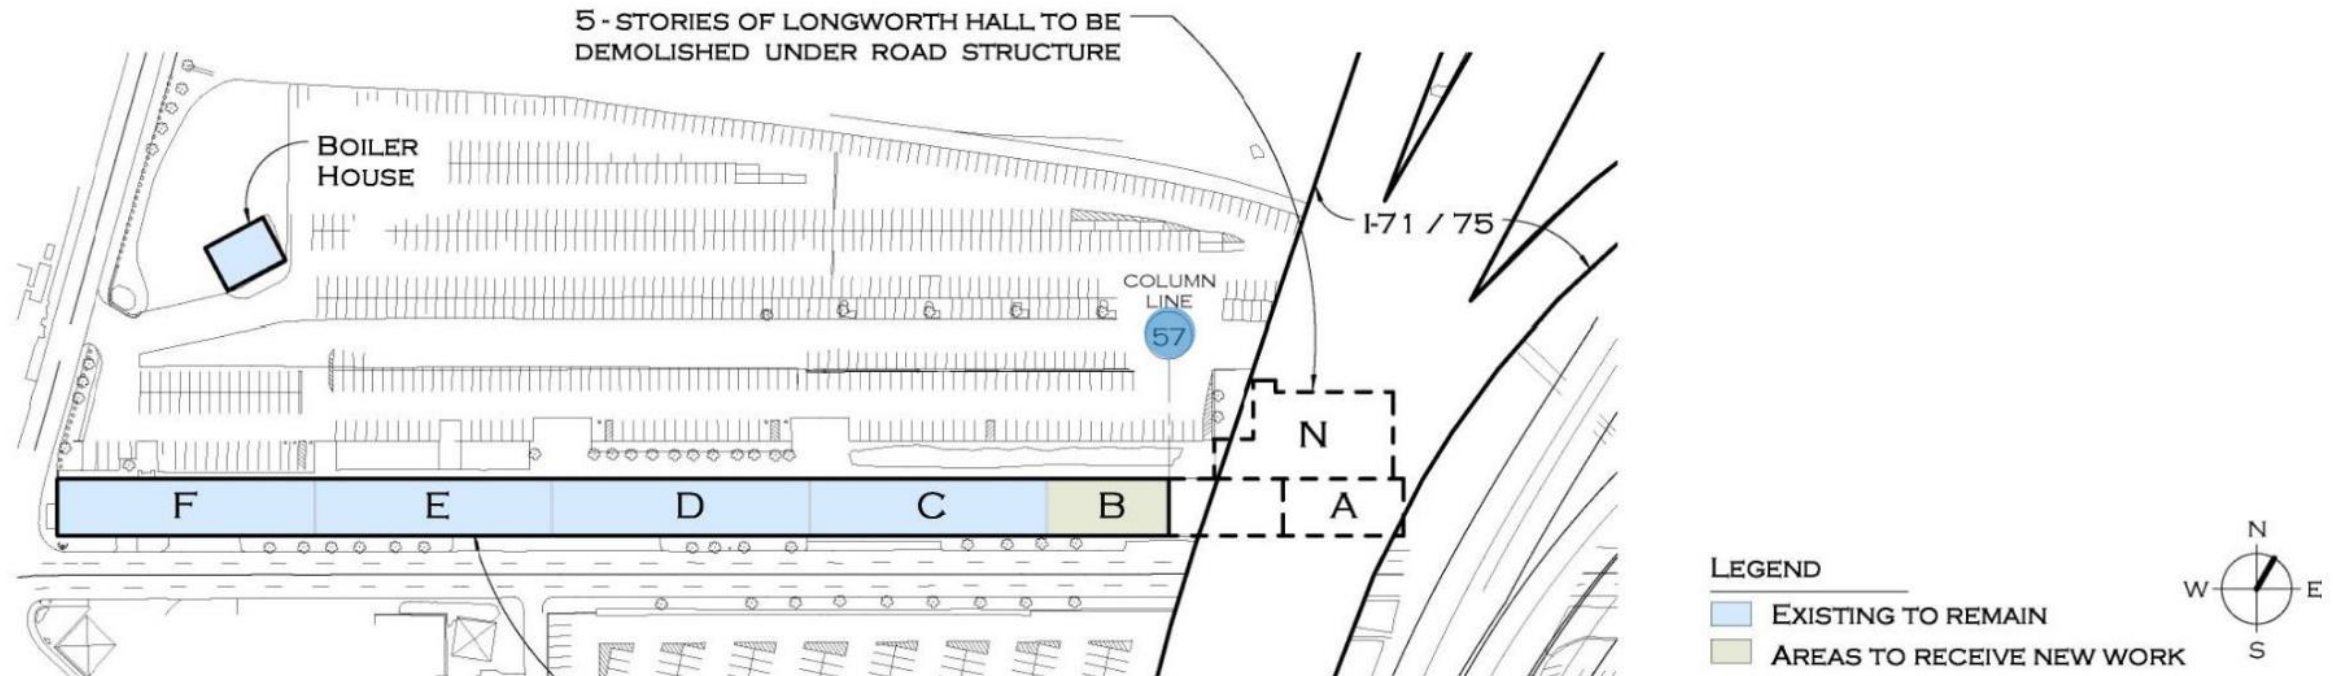 5 - STORIES OF LONGWORTH HALL TO BE
DEMOLISHED UNDER ROAD STRUCTURE
BOILER
HOUSE
I-71 / 75
COLUMN
LINE
57
N
F
E
D
C
B
A
LEGEND
EXISTING TO REMAIN
AREAS TO RECEIVE NEW WORK
N
W
E
S